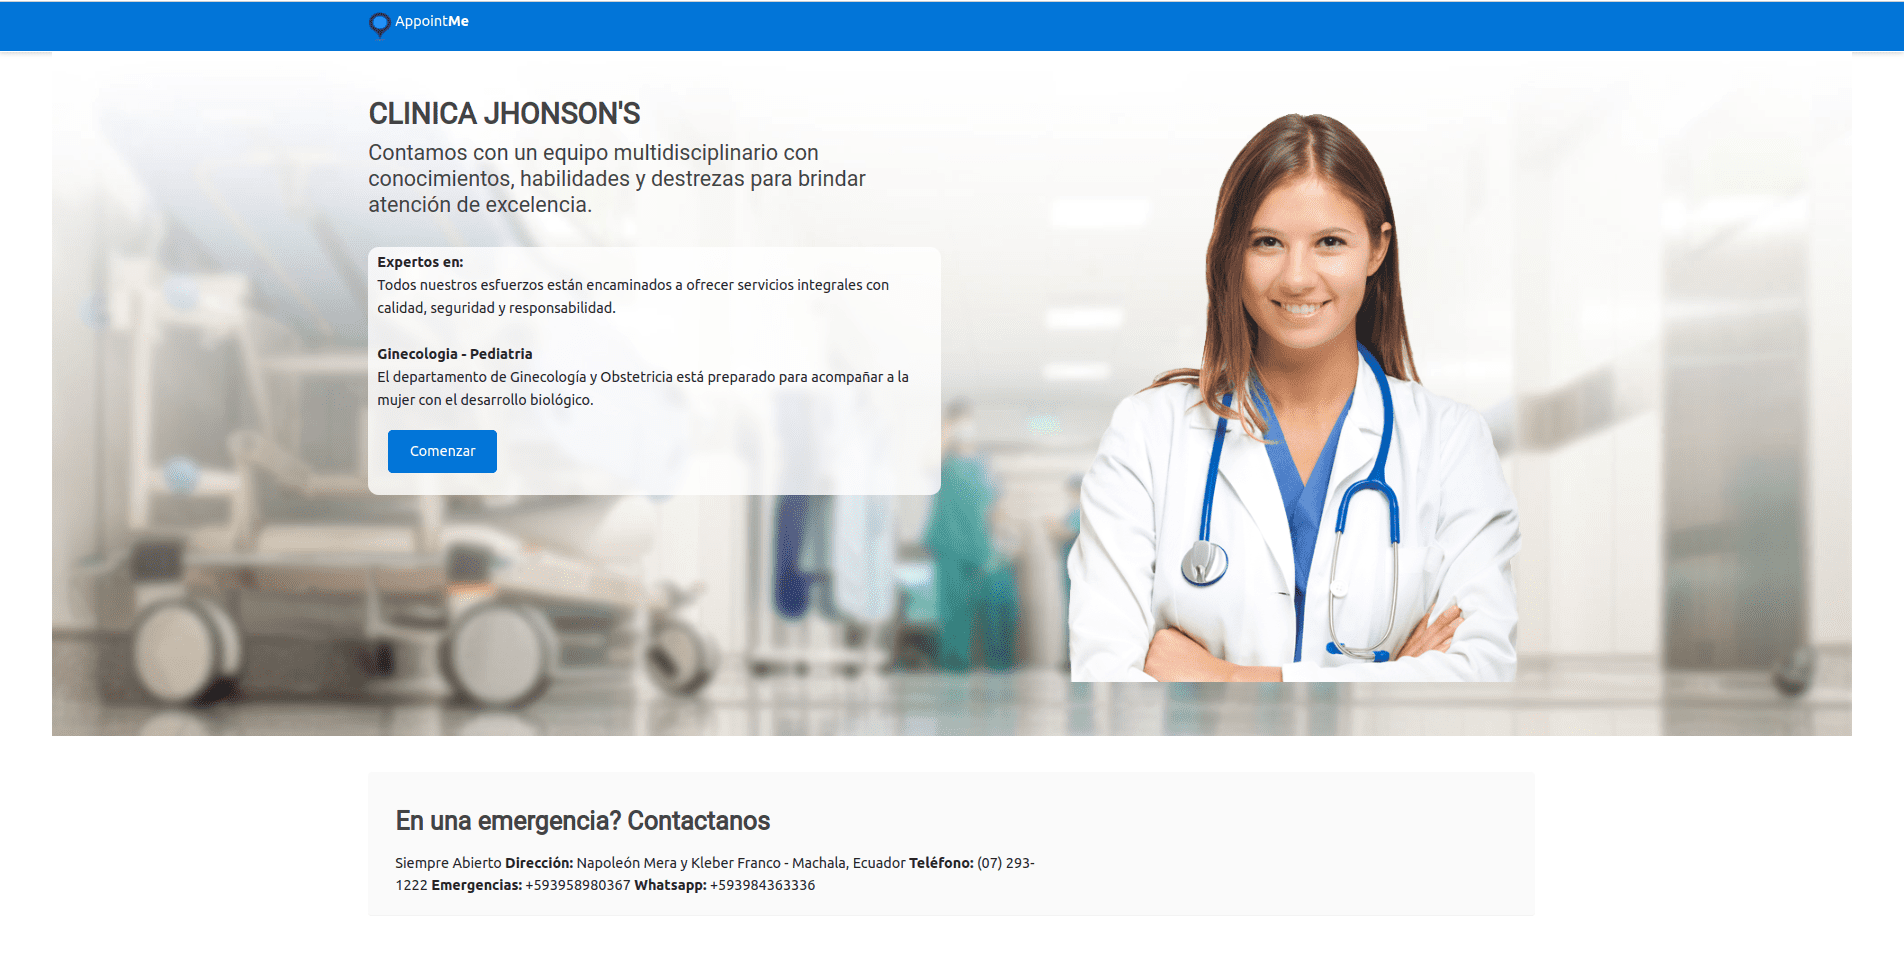 AppointMe
CLINICA JHONSON'S
Contamos con un equipo multidisciplinario con
conocimientos, habilidades y destrezas para brindar
atención de excelencia.
Expertos en:
Todos nuestros esfuerzos están encaminados a ofrecer servicios integrales con
calidad, seguridad y responsabilidad.
Ginecologia - Pediatria
El departamento de Ginecología y Obstetricia está preparado para acompañar a la
mujer con el desarrollo biológico.
Comenzar
En una emergencia? Contactanos
Siempre Abierto Dirección: Napoleón Mera y Kleber Franco - Machala, Ecuador Teléfono: (07) 293-
1222 Emergencias: +593958980367 Whatsapp: +593984363336